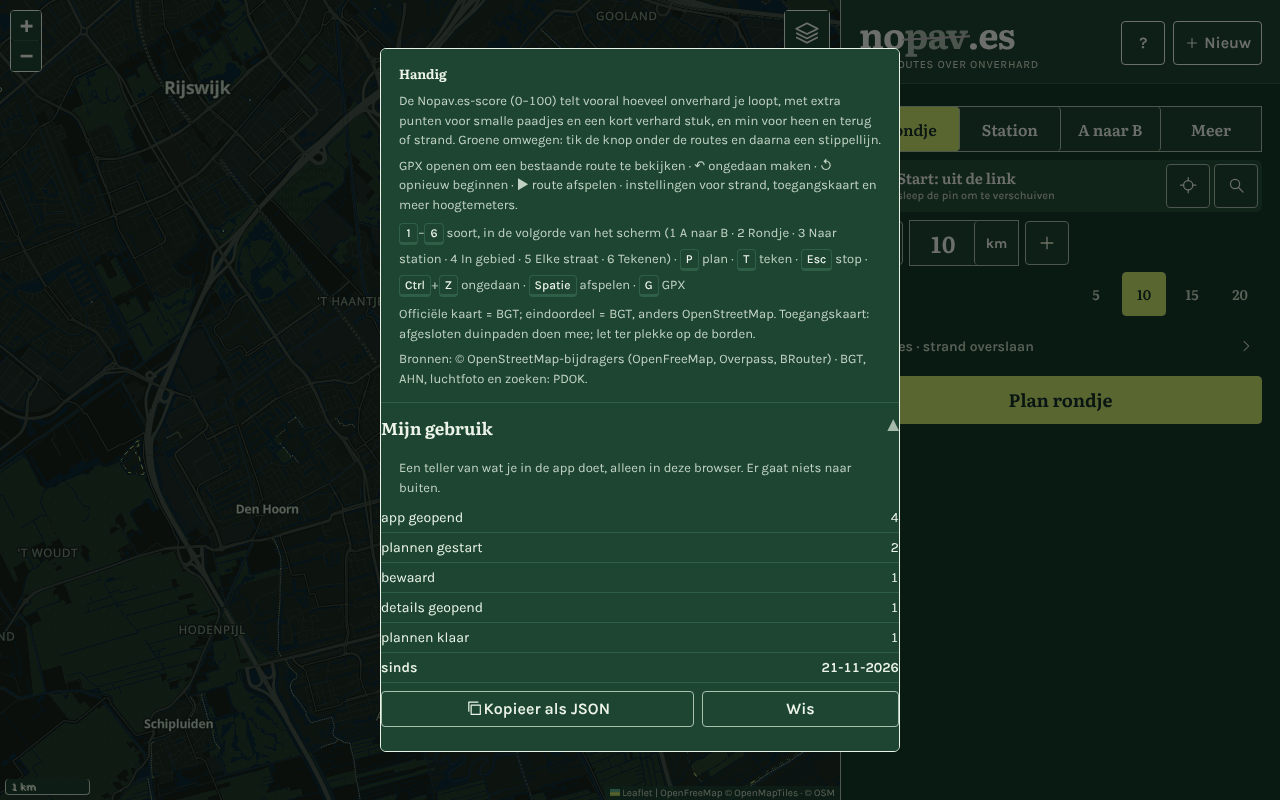 +
−
GOOLAND
Rijswijk
'T HAANTJE
Den Hoorn
'T WOUDT
HODENPIJL
ND
Schipluiden
1 km
Leaflet | OpenFreeMap © OpenMapTiles · © OSM
nopav.es
OUTES OVER ONVERHARD
?
+ Nieuw
ondje
Station
A naar B
Meer
Start: uit de link
sleep de pin om te verschuiven
10
km
+
5
10
15
20
es · strand overslaan
Plan rondje
Handig
De Nopav.es-score (0–100) telt vooral hoeveel onverhard je loopt, met extra
punten voor smalle paadjes en een kort verhard stuk, en min voor heen en terug
of strand. Groene omwegen: tik de knop onder de routes en daarna een stippellijn.
GPX openen om een bestaande route te bekijken · ↶ ongedaan maken · ↺
opnieuw beginnen · ▶ route afspelen · instellingen voor strand, toegangskaart en
meer hoogtemeters.
1–6 soort, in de volgorde van het scherm (1 A naar B · 2 Rondje · 3 Naar
station · 4 In gebied · 5 Elke straat · 6 Tekenen) · P plan · T teken · Esc stop ·
Ctrl+Z ongedaan · Spatie afspelen · G GPX
Officiële kaart = BGT; eindoordeel = BGT, anders OpenStreetMap. Toegangskaart:
afgesloten duinpaden doen mee; let ter plekke op de borden.
Bronnen: © OpenStreetMap-bijdragers (OpenFreeMap, Overpass, BRouter) · BGT,
AHN, luchtfoto en zoeken: PDOK.
Mijn gebruik ▲
Een teller van wat je in de app doet, alleen in deze browser. Er gaat niets naar
buiten.
app geopend 4
plannen gestart 2
bewaard 1
details geopend 1
plannen klaar 1
sinds 21-11-2026
Kopieer als JSON
Wis